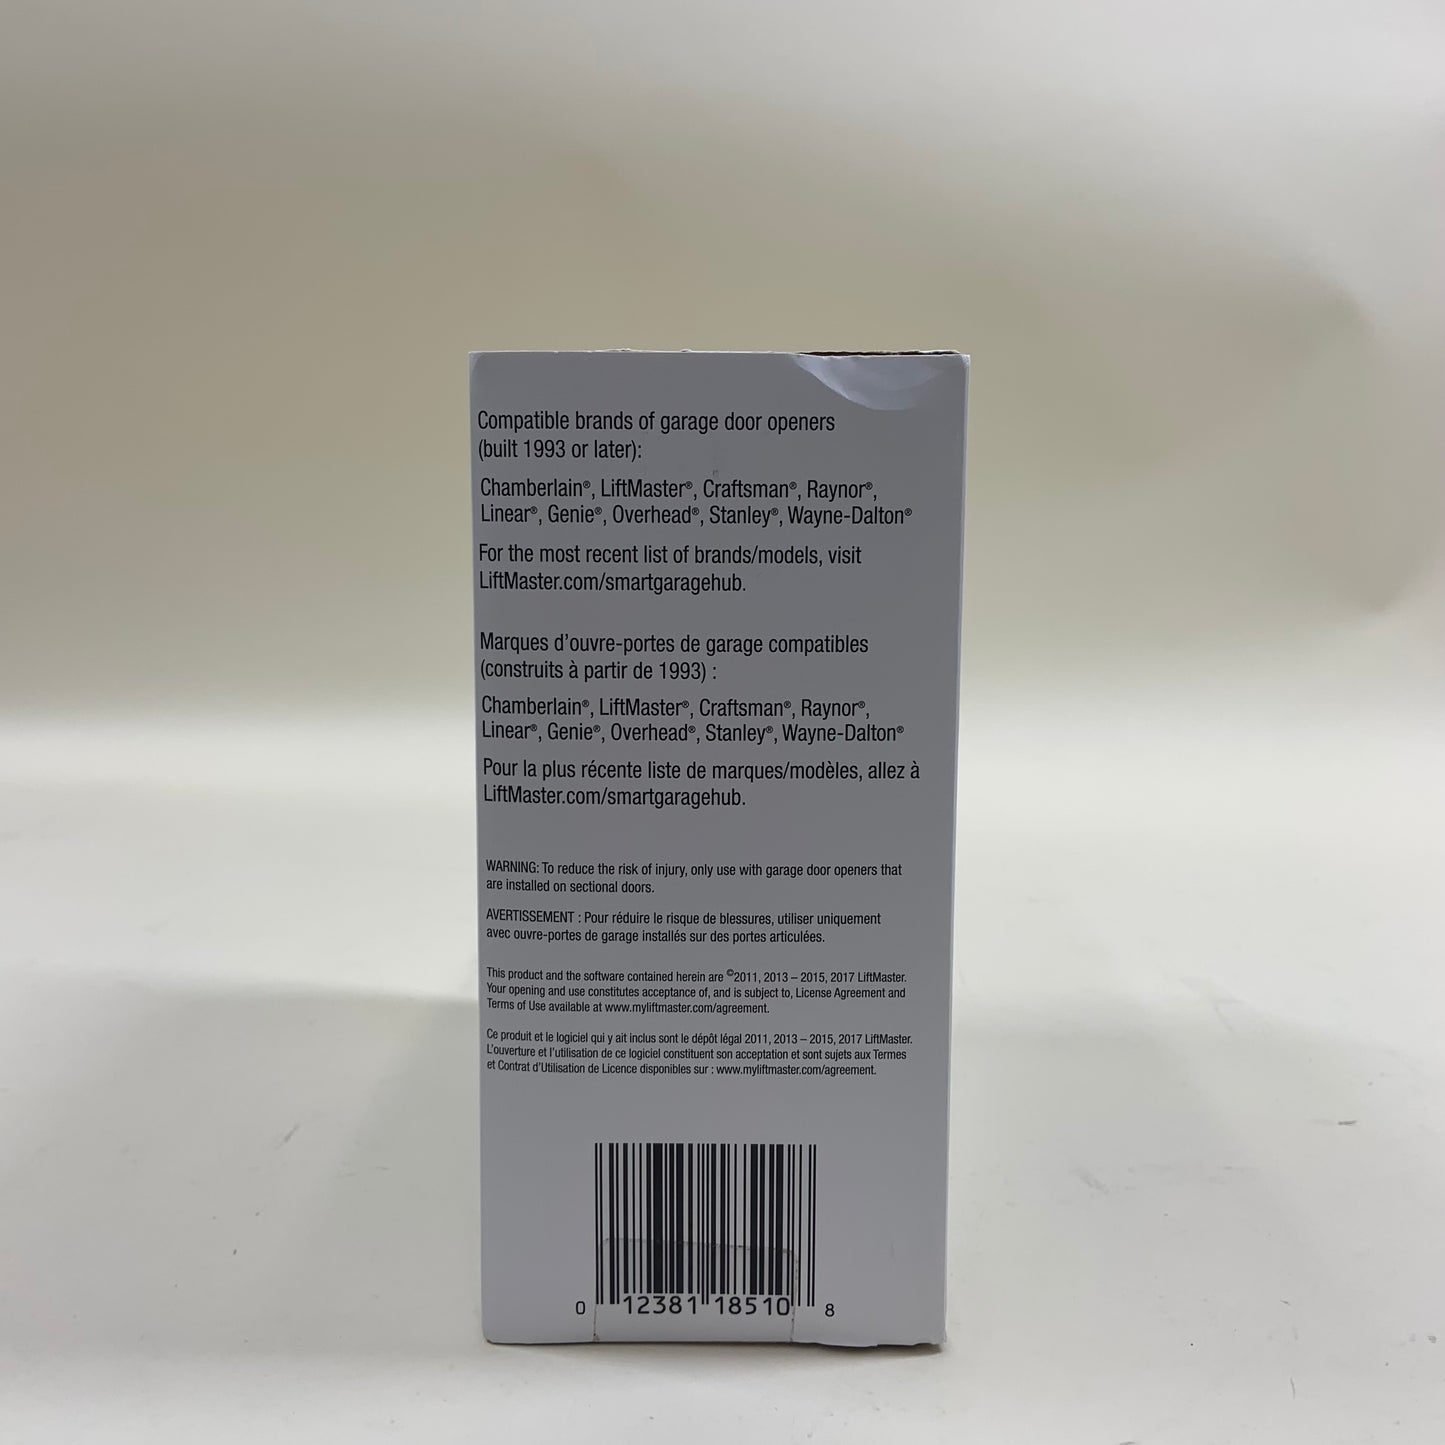 Compatible brands of garage door openers
(built 1993 or later):
Chamberlain®, LiftMaster®, Craftsman®, Raynor®,
Linear®, Genie®, Overhead®, Stanley®, Wayne-Dalton®
For the most recent list of brands/models, visit
LiftMaster.com/smartgaragehub.
Marques d'ouvre-portes de garage compatibles
(construits à partir de 1993) :
Chamberlain®, LiftMaster®, Craftsman®, Raynor®,
Linear®, Genie®, Overhead®, Stanley®, Wayne-Dalton®
Pour la plus récente liste de marques/modèles, allez à
LiftMaster.com/smartgaragehub.
WARNING: To reduce the risk of injury, only use with garage door openers that
are installed on sectional doors.
AVERTISSEMENT : Pour réduire le risque de blessures, utiliser uniquement
avec ouvre-portes de garage installés sur des portes articulées.
This product and the software contained herein are ©2011, 2013 – 2015, 2017 LiftMaster.
Your opening and use constitutes acceptance of, and is subject to, License Agreement and
Terms of Use available at www.myliftmaster.com/agreement.
Ce produit et le logiciel qui y ait inclus sont le dépôt légal 2011, 2013 – 2015, 2017 LiftMaster.
L'ouverture et l'utilisation de ce logiciel constituent son acceptation et sont sujets aux Termes
et Contrat d'Utilisation de Licence disponibles sur : www.myliftmaster.com/agreement.
0 12381 18510 8